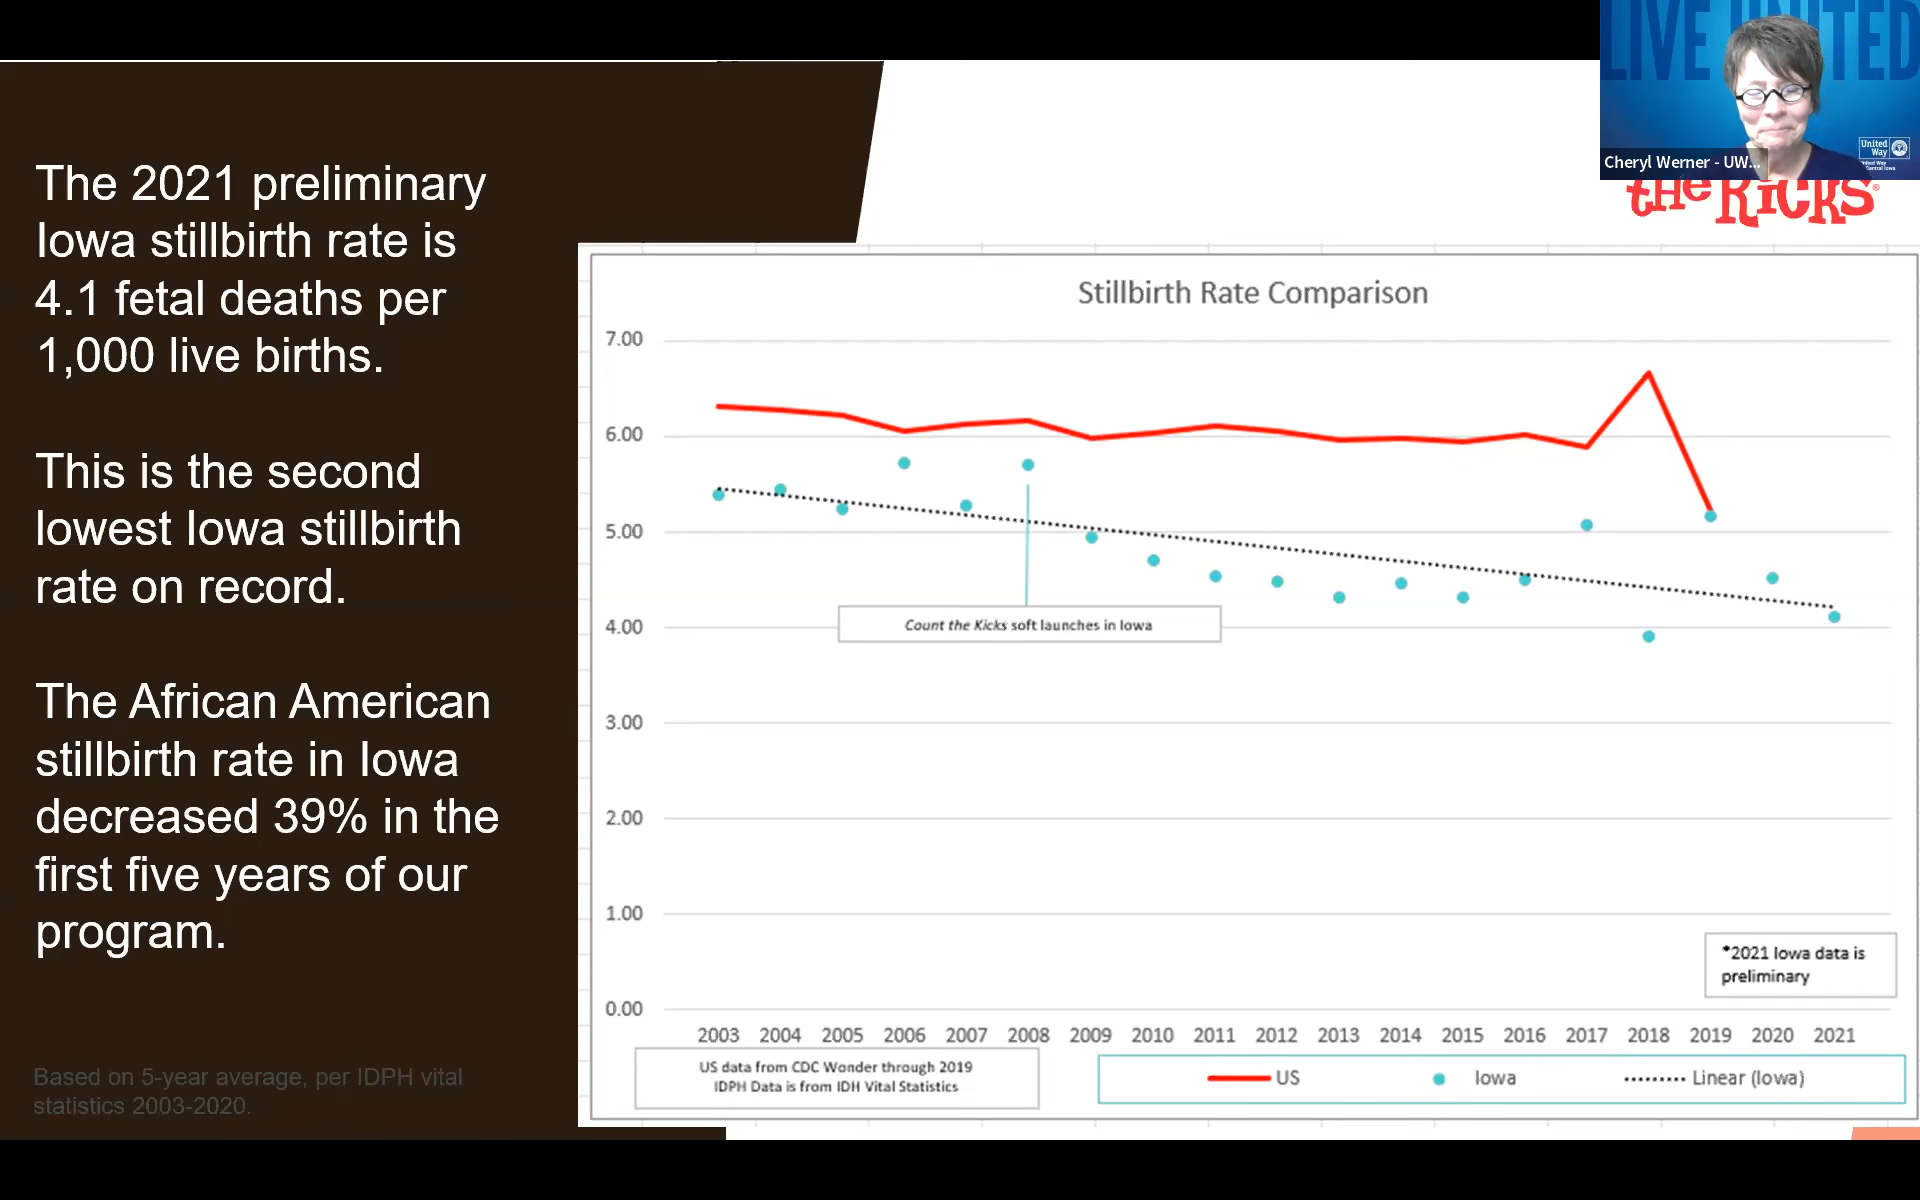 LIVE UNITED
United
Way
United Way
Central Iowa
Cheryl Werner - UW...
the Kicks®
The 2021 preliminary
Iowa stillbirth rate is
4.1 fetal deaths per
1,000 live births.
This is the second
lowest Iowa stillbirth
rate on record.
The African American
stillbirth rate in Iowa
decreased 39% in the
first five years of our
program.
Based on 5-year average, per IDPH vital
statistics 2003-2020.
Stillbirth Rate Comparison
7.00
6.00
5.00
4.00
3.00
2.00
1.00
0.00
Count the Kicks soft launches in Iowa
*2021 Iowa data is
preliminary
2003 2004 2005 2006 2007 2008 2009 2010 2011 2012 2013 2014 2015 2016 2017 2018 2019 2020 2021
US data from CDC Wonder through 2019
IDPH Data is from IDH Vital Statistics
US Iowa Linear (Iowa)